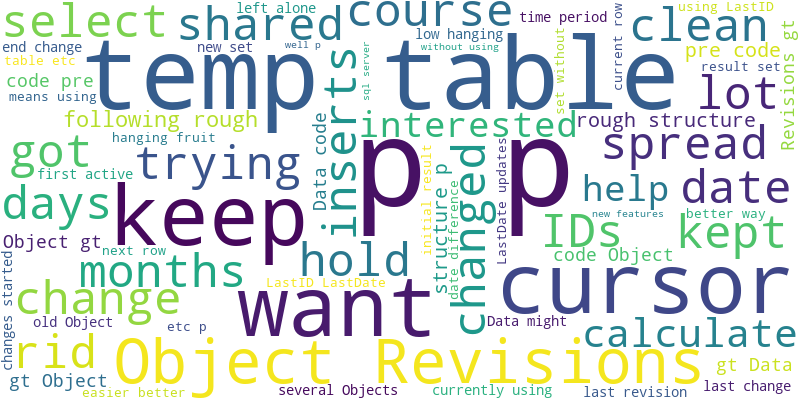 left alone
time period
using LastID
select
shared
course
low hanging
current row
clean
end change
new set
well p
without using
pre code
table etc
temp table
sql server
set without
result set
Revisions gt
code pre
means using
lot
following rough
Data code
inserts
interested
rough structure
hanging fruit
got
trying
p p
spread
first active
initial result
structure p
date difference
changed
LastDate updates
help
date
days
keep
new features
better way
IDs
kept
Object gt
next row
hold
code Object
months
cursor
LastID LastDate
changes started
change
want
old Object
etc p
Data might
calculate
rid
Object Revisions
gt Data
gt Object
easier better
several Objects
currently using
last revision
last change